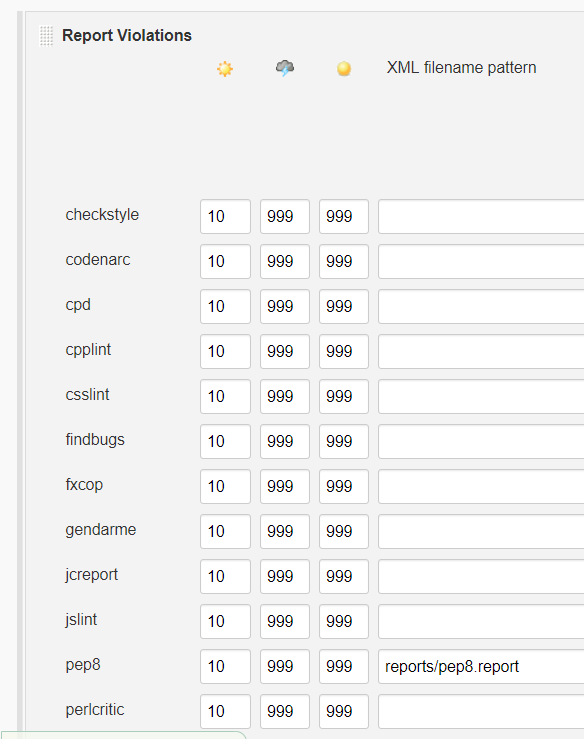 Report Violations
XML filename pattern
checkstyle 10 999 999
codenarc 10 999 999
cpd 10 999 999
cpplint 10 999 999
csslint 10 999 999
findbugs 10 999 999
fxcop 10 999 999
gendarme 10 999 999
jcreport 10 999 999
jslint 10 999 999
pep8 10 999 999 reports/pep8.report
perlcritic 10 999 999